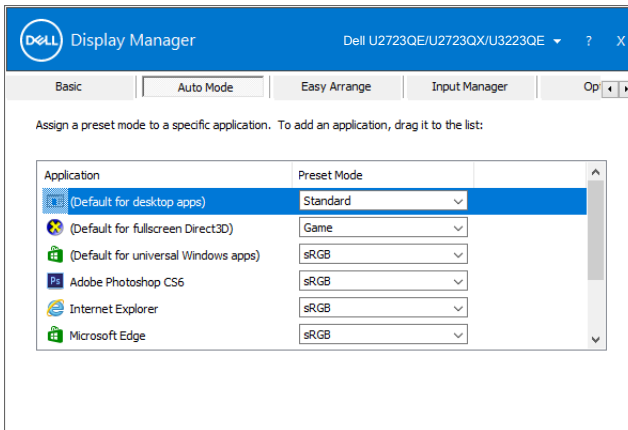 DELL Display Manager Dell U2723QE/U2723QX/U3223QE ? X
Basic Auto Mode Easy Arrange Input Manager Op
Assign a preset mode to a specific application. To add an application, drag it to the list:
Application Preset Mode
(Default for desktop apps) Standard
(Default for fullscreen Direct3D) Game
(Default for universal Windows apps) sRGB
Ps Adobe Photoshop CS6 sRGB
Internet Explorer sRGB
Microsoft Edge sRGB